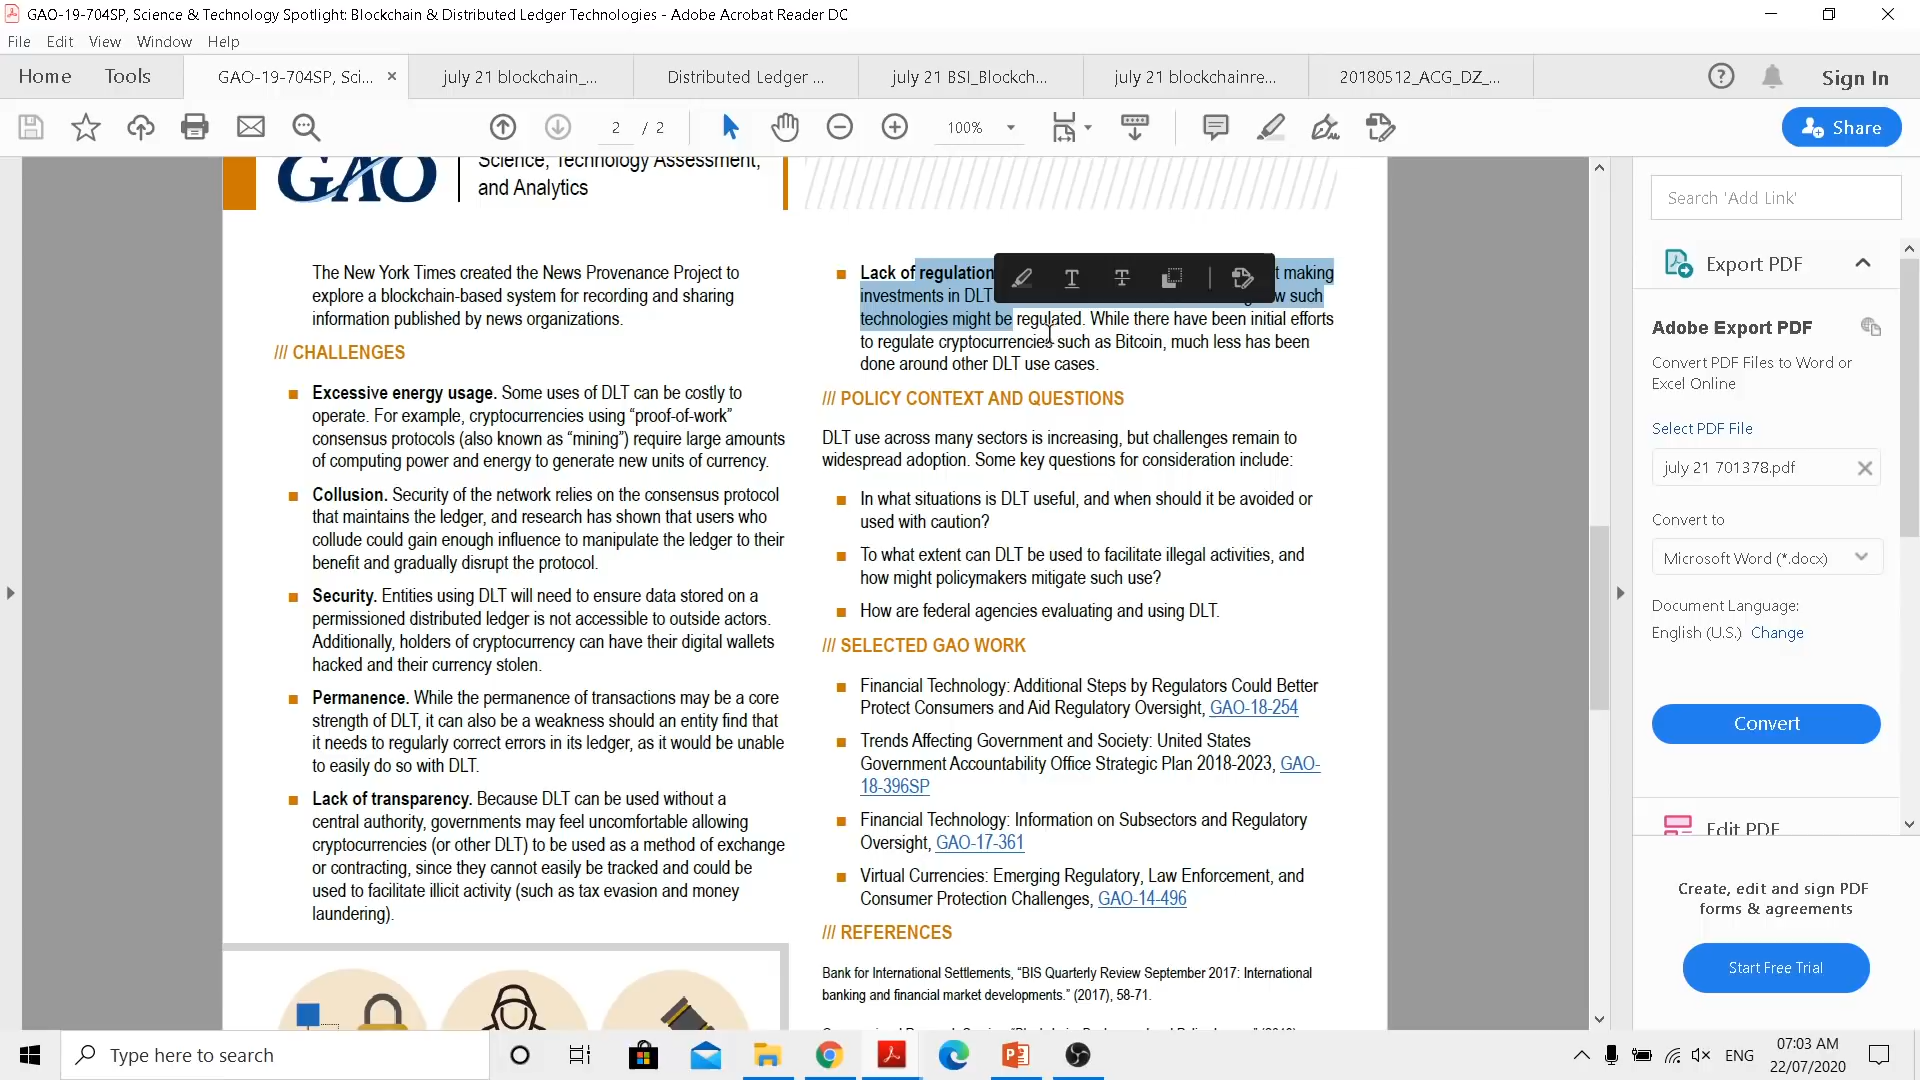 GAO-19-704SP, Science & Technology Spotlight: Blockchain & Distributed Ledger Technologies - Adobe Acrobat Reader DC
File Edit View Window Help
Home Tools GAO-19-704SP, Sci... × july 21 blockchain_... Distributed Ledger ... july 21 BSI_Blockch... july 21 blockchainre... 20180512_ACG_DZ_... Sign In
2 / 2 100% Share
GAO
Science, Technology Assessment,
and Analytics
The New York Times created the News Provenance Project to
explore a blockchain-based system for recording and sharing
information published by news organizations.
/// CHALLENGES
Excessive energy usage. Some uses of DLT can be costly to
operate. For example, cryptocurrencies using “proof-of-work”
consensus protocols (also known as “mining”) require large amounts
of computing power and energy to generate new units of currency.
Collusion. Security of the network relies on the consensus protocol
that maintains the ledger, and research has shown that users who
collude could gain enough influence to manipulate the ledger to their
benefit and gradually disrupt the protocol.
Security. Entities using DLT will need to ensure data stored on a
permissioned distributed ledger is not accessible to outside actors.
Additionally, holders of cryptocurrency can have their digital wallets
hacked and their currency stolen.
Permanence. While the permanence of transactions may be a core
strength of DLT, it can also be a weakness should an entity find that
it needs to regularly correct errors in its ledger, as it would be unable
to easily do so with DLT.
Lack of transparency. Because DLT can be used without a
central authority, governments may feel uncomfortable allowing
cryptocurrencies (or other DLT) to be used as a method of exchange
or contracting, since they cannot easily be tracked and could be
used to facilitate illicit activity (such as tax evasion and money
laundering).
Lack of regulation making
investments in DLT such
technologies might be regulated. While there have been initial efforts
to regulate cryptocurrencies such as Bitcoin, much less has been
done around other DLT use cases.
/// POLICY CONTEXT AND QUESTIONS
DLT use across many sectors is increasing, but challenges remain to
widespread adoption. Some key questions for consideration include:
In what situations is DLT useful, and when should it be avoided or
used with caution?
To what extent can DLT be used to facilitate illegal activities, and
how might policymakers mitigate such use?
How are federal agencies evaluating and using DLT.
/// SELECTED GAO WORK
Financial Technology: Additional Steps by Regulators Could Better
Protect Consumers and Aid Regulatory Oversight, GAO-18-254
Trends Affecting Government and Society: United States
Government Accountability Office Strategic Plan 2018-2023, GAO-
18-396SP
Financial Technology: Information on Subsectors and Regulatory
Oversight, GAO-17-361
Virtual Currencies: Emerging Regulatory, Law Enforcement, and
Consumer Protection Challenges, GAO-14-496
/// REFERENCES
Bank for International Settlements, “BIS Quarterly Review September 2017: International
banking and financial market developments.” (2017), 58-71.
Search 'Add Link'
Export PDF
Adobe Export PDF
Convert PDF Files to Word or
Excel Online
Select PDF File
july 21 701378.pdf
Convert to
Microsoft Word (*.docx)
Document Language:
English (U.S.) Change
Convert
Edit PDF
Create, edit and sign PDF
forms & agreements
Start Free Trial
Type here to search
ENG
07:03 AM
22/07/2020